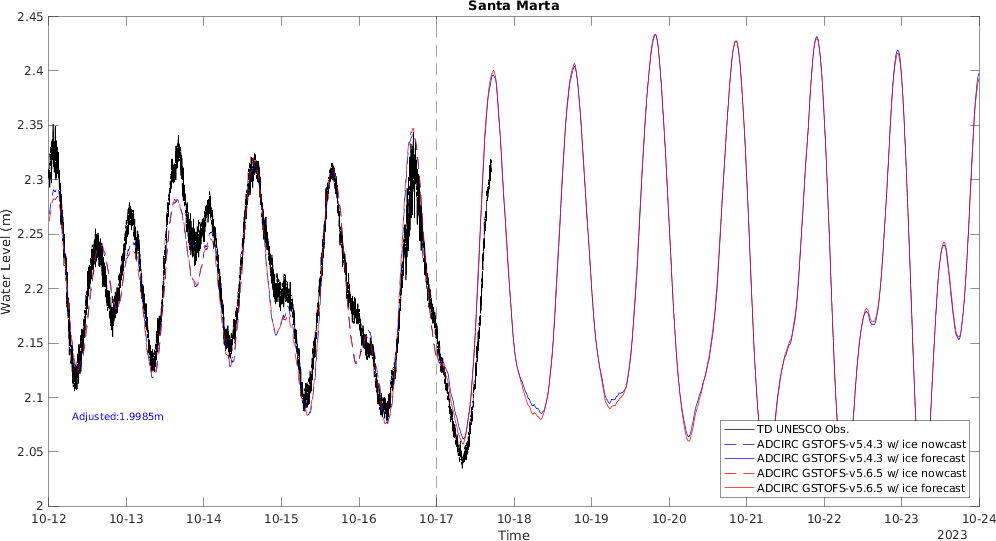 Santa Marta
2.45
2.4
2.35
2.3
2.25
2.2
2.15
2.1
2.05
2
Water Level (m)
Adjusted:1.9985m
TD UNESCO Obs.
ADCIRC GSTOFS-v5.4.3 w/ ice nowcast
ADCIRC GSTOFS-v5.4.3 w/ ice forecast
ADCIRC GSTOFS-v5.6.5 w/ ice nowcast
ADCIRC GSTOFS-v5.6.5 w/ ice forecast
10-12 10-13 10-14 10-15 10-16 10-17 10-18 10-19 10-20 10-21 10-22 10-23 10-24
Time
2023